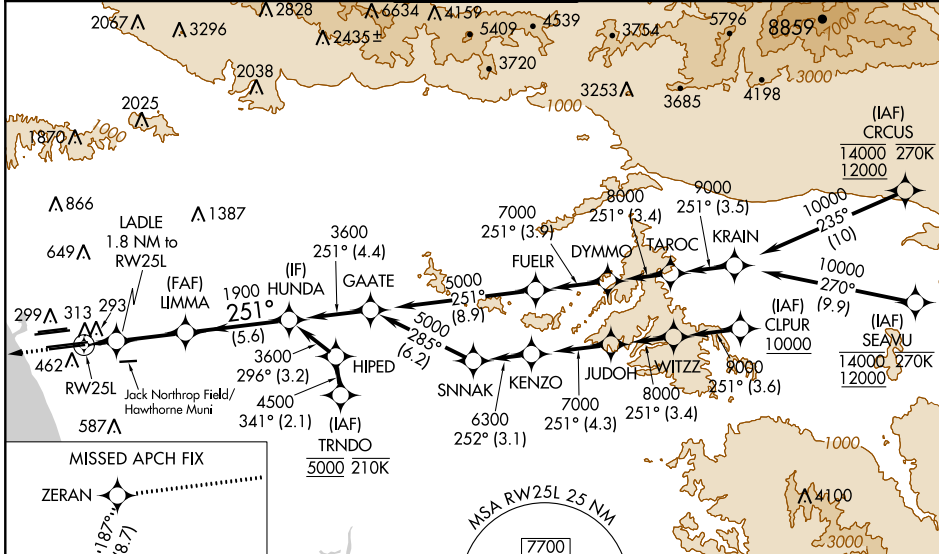 2067
3296
2828
6634
4159
2435±
5409
4539
3720
3754
5796
8859
7000
3000
2038
3253
3685
4198
1000
2025
1870
000
(IAF)
CRCUS
14000 270K
12000
866
1387
649
LADLE
1.8 NM to
RW25L
(FAF)
LIMMA
1900
251°
(5.6)
(IF)
HUNDA
3600
251° (4.4)
GAATE
5000
251°
(8.9)
7000
251° (3.9)
FUELR
8000
251° (3.4)
DYMMO
TAROC
9000
251° (3.5)
KRAIN
10000
235°
(10)
10000
270°
(9.9)
(IAF)
SEAVU
14000 270K
12000
299
313
293
462
RW25L
Jack Northrop Field/
Hawthorne Muni
587
3600
296° (3.2)
HIPED
4500
341° (2.1)
(IAF)
TRNDO
5000 210K
5000
285°
(6.2)
SNNAK
6300
252° (3.1)
KENZO
7000
251° (4.3)
JUDOH
8000
251° (3.4)
WITZZ
9000
251° (3.6)
(IAF)
CLPUR
10000
MISSED APCH FIX
ZERAN
187°
8.7)
MSA RW25L 25 NM
7700
1000
4100
3000